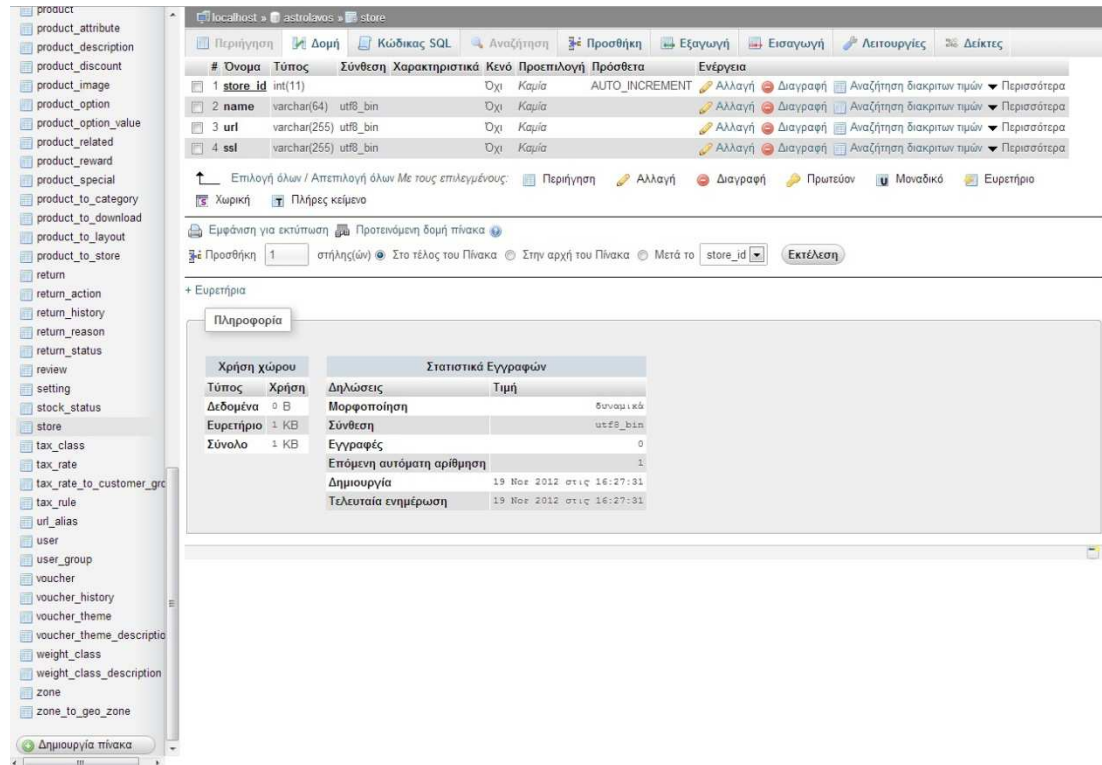 product
product_attribute
product_description
product_discount
product_image
product_option
product_option_value
product_related
product_reward
product_special
product_to_category
product_to_download
product_to_layout
product_to_store
return
return_action
return_history
return_reason
return_status
review
setting
stock_status
store
tax_class
tax_rate
tax_rate_to_customer_gro
tax_rule
url_alias
user
user_group
voucher
voucher_history
voucher_theme
voucher_theme_descriptio
weight_class
weight_class_description
zone
zone_to_geo_zone
Δημιουργία πίνακα
localhost » astrolavos » store
Περιήγηση Δομή Κώδικας SQL Αναζήτηση Προσθήκη Εξαγωγή Εισαγωγή Λειτουργίες Δείκτες
# Όνομα Τύπος Σύνθεση Χαρακτηριστικά Κενό Προεπιλογή Πρόσθετα Ενέργεια
1 store_id int(11) Όχι Καμία AUTO_INCREMENT Αλλαγή Διαγραφή Αναζήτηση διακριτων τιμών Περισσότερα
2 name varchar(64) utf8_bin Όχι Καμία Αλλαγή Διαγραφή Αναζήτηση διακριτων τιμών Περισσότερα
3 url varchar(255) utf8_bin Όχι Καμία Αλλαγή Διαγραφή Αναζήτηση διακριτων τιμών Περισσότερα
4 ssl varchar(255) utf8_bin Όχι Καμία Αλλαγή Διαγραφή Αναζήτηση διακριτων τιμών Περισσότερα
Επιλογή όλων / Απεπιλογή όλων Με τους επιλεγμένους: Περιήγηση Αλλαγή Διαγραφή Πρωτεύον Μοναδικό Ευρετήριο
Χωρική Πλήρες κείμενο
Εμφάνιση για εκτύπωση Προτεινόμενη δομή πίνακα
Προσθήκη 1 στήλης(ών) Στο τέλος του Πίνακα Στην αρχή του Πίνακα Μετά το store_id Εκτέλεση
+ Ευρετήρια
Πληροφορία
Χρήση χώρου
Τύπος Χρήση
Δεδομένα 0 B
Ευρετήριο 1 KB
Σύνολο 1 KB
Στατιστικά Εγγραφών
Δηλώσεις Τιμή
Μορφοποίηση δυναμικά
Σύνθεση utf8_bin
Εγγραφές 0
Επόμενη αυτόματη αρίθμηση 1
Δημιουργία 19 Νοε 2012 στις 16:27:31
Τελευταία ενημέρωση 19 Νοε 2012 στις 16:27:31